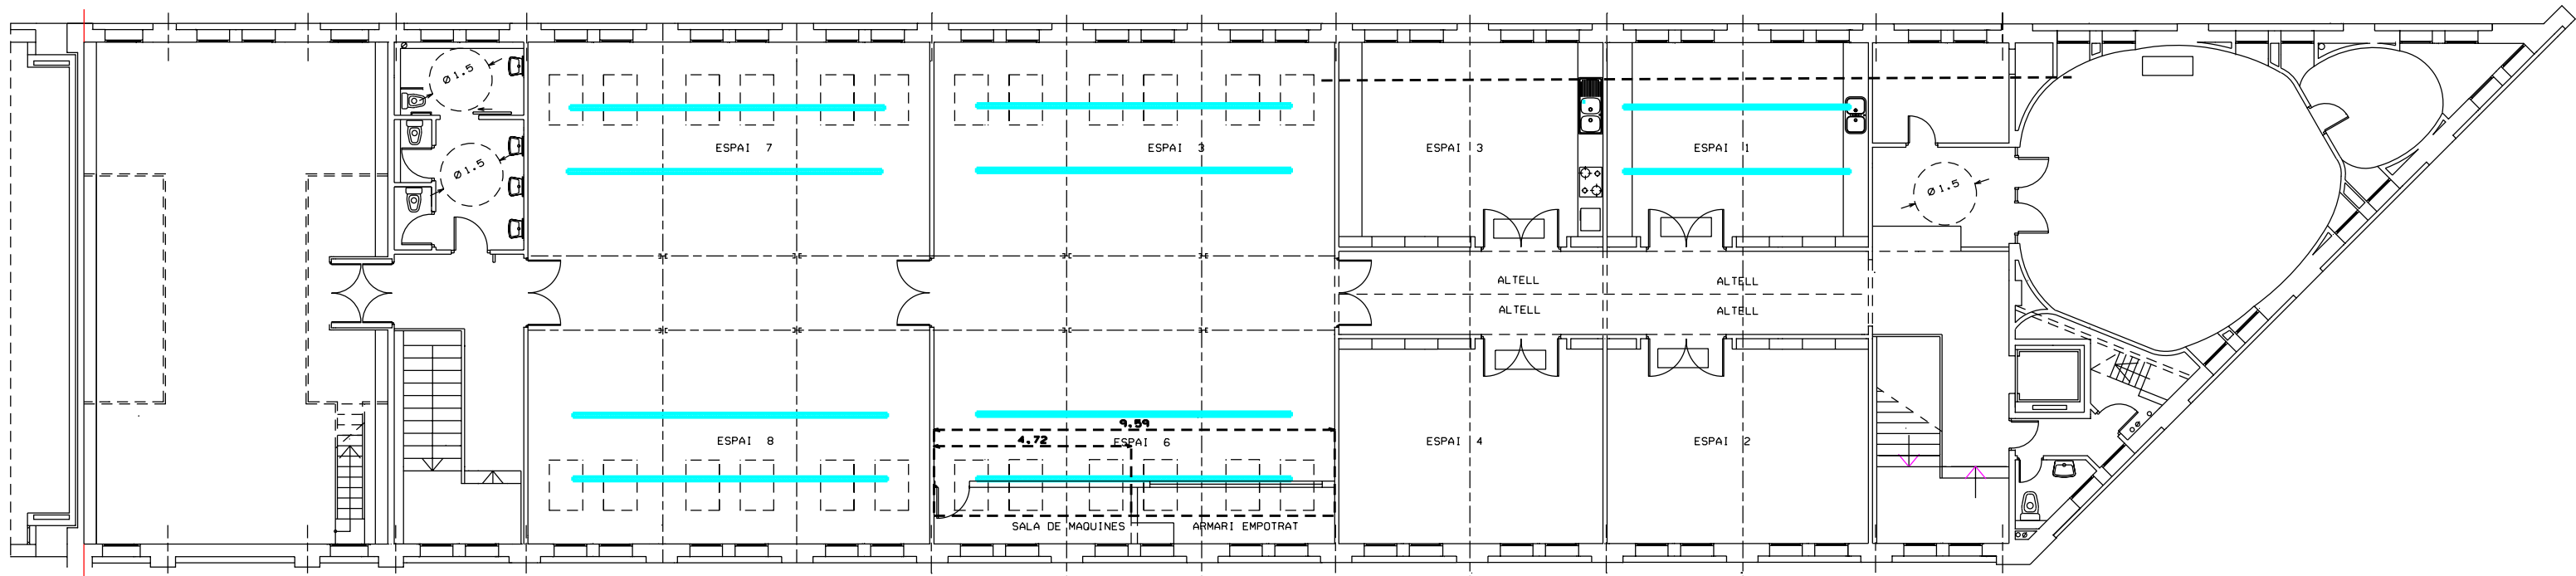 Ø1.5
Ø1.5
ESPAI 7
ESPAI 3
ESPAI 3
ESPAI 1
Ø1.5
ALTELL
ALTELL
ALTELL
ALTELL
9.59
4.72
ESPAI 8
ESPAI 6
ESPAI 4
ESPAI 2
SALA DE MAQUINES
ARMARI EMPOTRAT